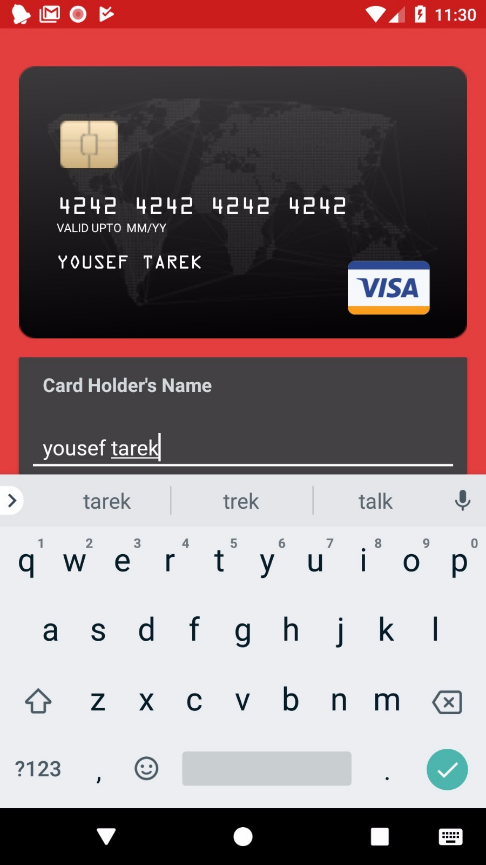 11:30
4242 4242 4242 4242
VALID UPTO MM/YY
YOUSEF TAREK
VISA
Card Holder's Name
yousef tarek
tarek trek talk
1 2 3 4 5 6 7 8 9 0
q w e r t y u i o p
a s d f g h j k l
z x c v b n m
?123 , .